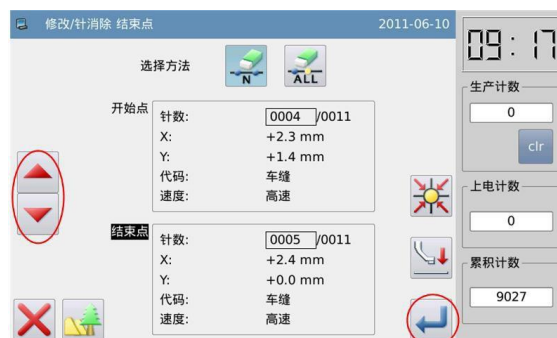 修改/针消除 结束点 2011-06-10
09:17
选择方法 N ALL
开始点
针数: 0004 /0011
X: +2.3 mm
Y: +1.4 mm
代码: 车缝
速度: 高速
结束点
针数: 0005 /0011
X: +2.4 mm
Y: +0.0 mm
代码: 车缝
速度: 高速
生产计数
0
clr
上电计数
0
累积计数
9027